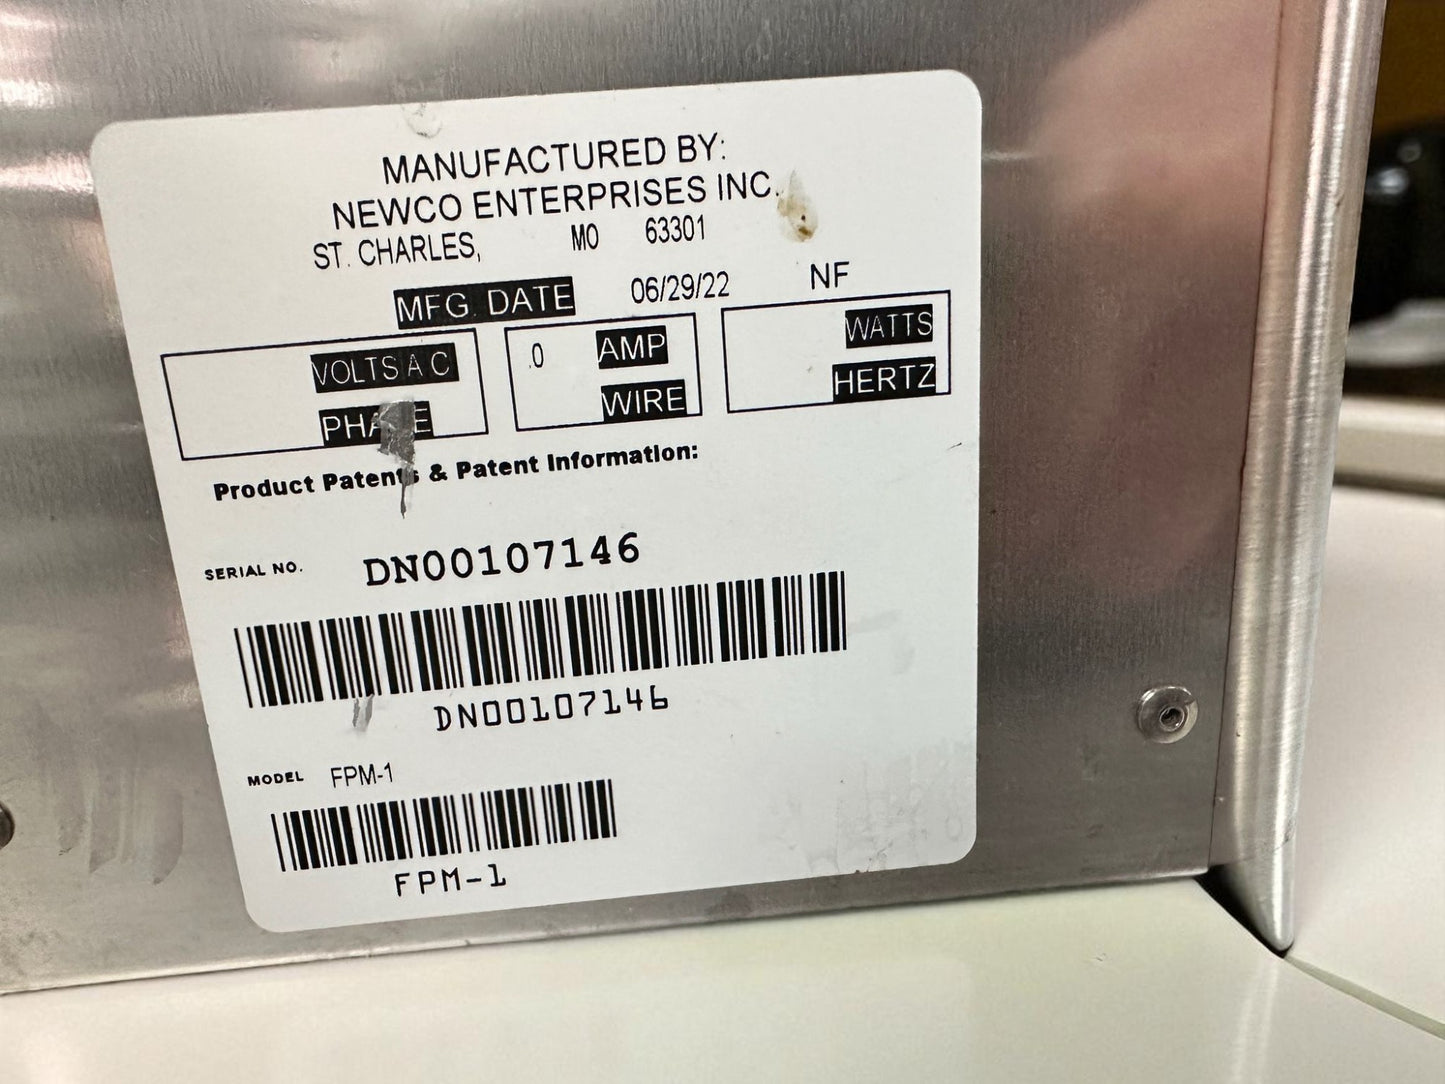 MANUFACTURED BY:
NEWCO ENTERPRISES INC.
ST. CHARLES, MO 63301
MFG. DATE 06/29/22 NF
VOLTS A C .0 AMP WATTS
PHASE WIRE HERTZ
Product Patents & Patent Information:
SERIAL NO. DN00107146
DN00107146
MODEL FPM-1
FPM-1